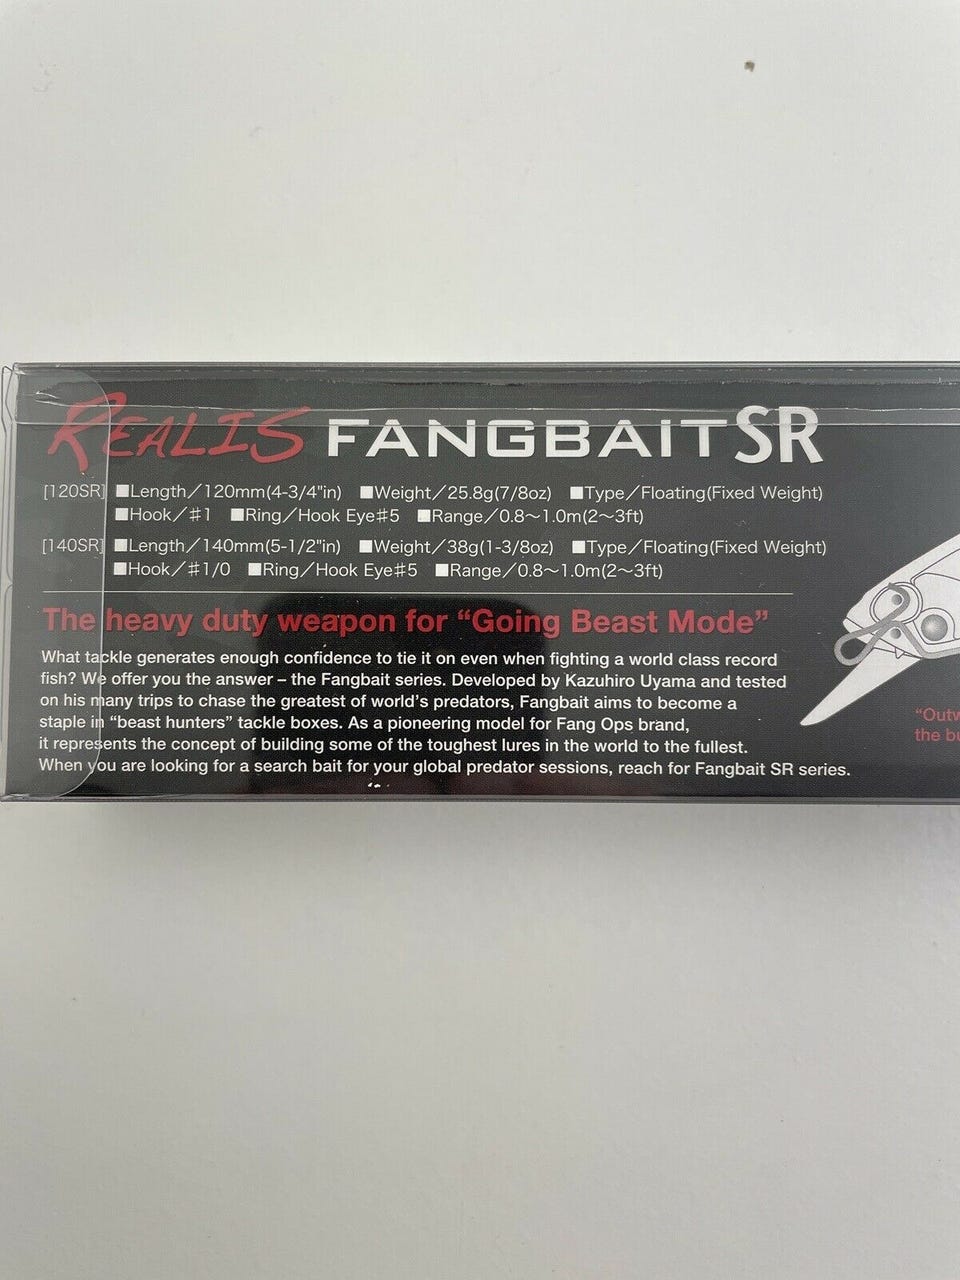 REALIS FANGBAIT SR
[120SR] ■Length／120mm(4-3/4"in) ■Weight／25.8g(7/8oz) ■Type／Floating(Fixed Weight)
■Hook／♯1 ■Ring／Hook Eye♯5 ■Range／0.8～1.0m(2～3ft)
[140SR] ■Length／140mm(5-1/2"in) ■Weight／38g(1-3/8oz) ■Type／Floating(Fixed Weight)
■Hook／♯1/0 ■Ring／Hook Eye♯5 ■Range／0.8～1.0m(2～3ft)
The heavy duty weapon for “Going Beast Mode”
What tackle generates enough confidence to tie it on even when fighting a world class record
fish? We offer you the answer – the Fangbait series. Developed by Kazuhiro Uyama and tested
on his many trips to chase the greatest of world’s predators, Fangbait aims to become a
staple in “beast hunters” tackle boxes. As a pioneering model for Fang Ops brand,
it represents the concept of building some of the toughest lures in the world to the fullest.
When you are looking for a search bait for your global predator sessions, reach for Fangbait SR series.
“Outw
the bu